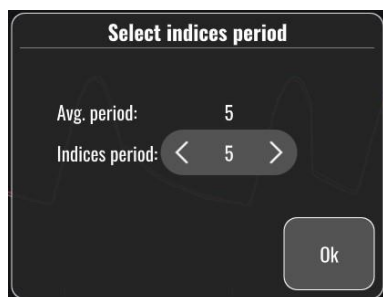 Select indices period
Avg. period: 5
Indices period: < 5 >
Ok